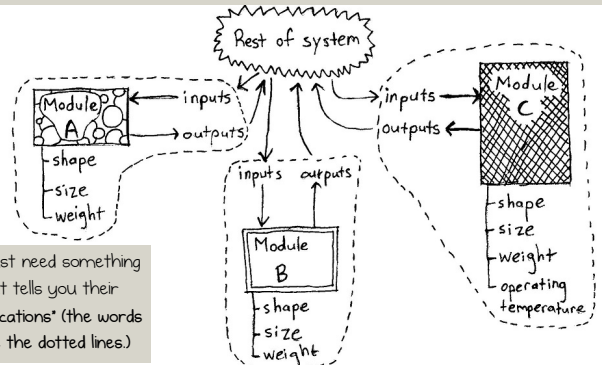 Rest of system
Module
A
inputs
outputs
shape
size
weight
inputs
outputs
Module
B
shape
size
weight
inputs
outputs
Module
C
shape
size
weight
operating
temperature
st need something
t tells you their
cations" (the words
the dotted lines.)